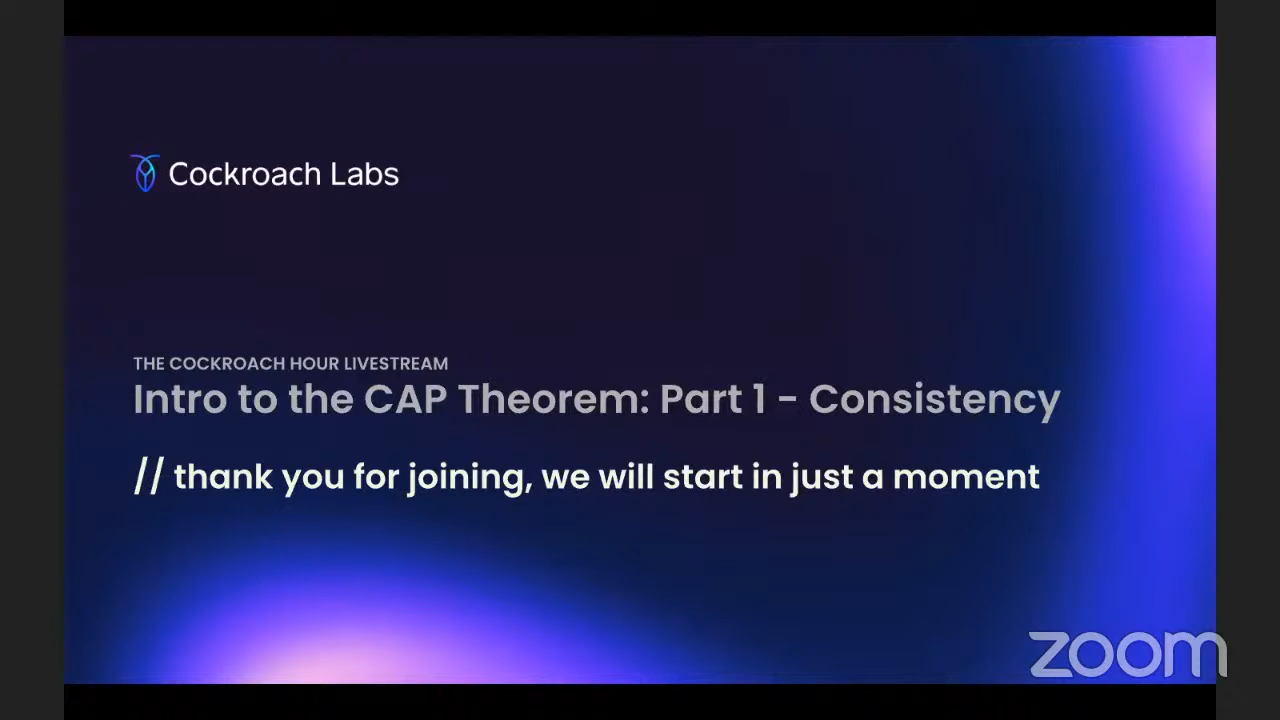 Cockroach Labs
THE COCKROACH HOUR LIVESTREAM
Intro to the CAP Theorem: Part 1 - Consistency
// thank you for joining, we will start in just a moment
zoom